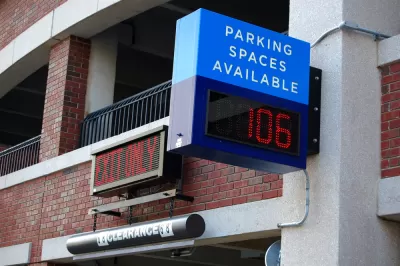 PARKING
SPACES
AVAILABLE
106
CLEARANCE